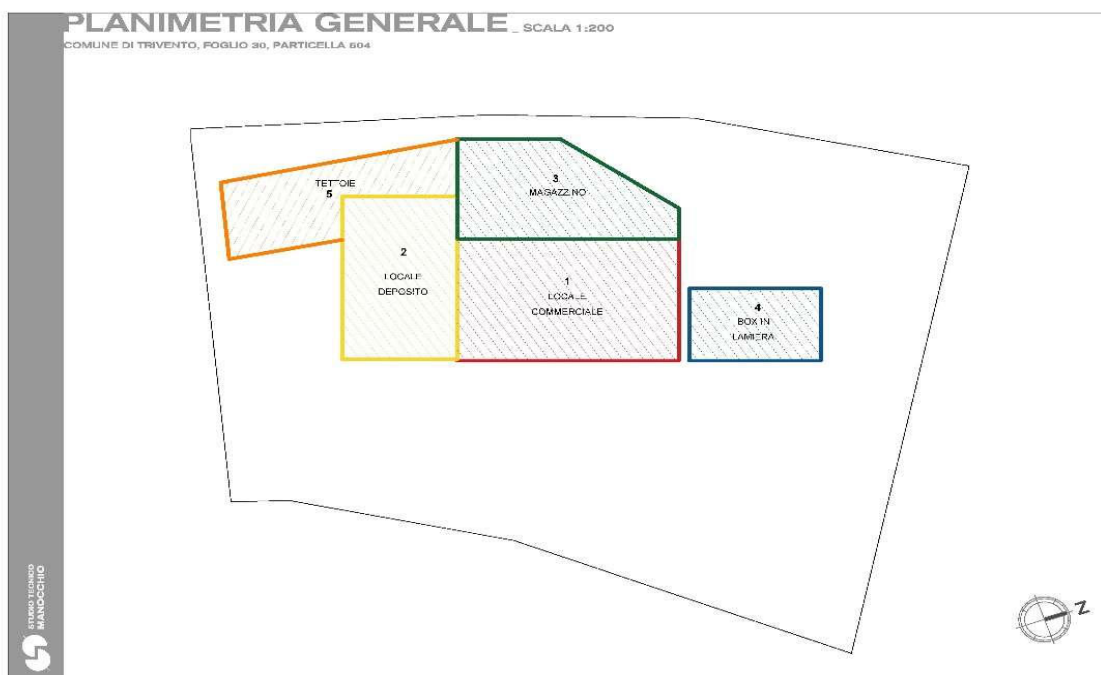 PLANIMETRIA GENERALE _ SCALA 1:200
COMUNE DI TRIVENTO, FOGLIO 30, PARTICELLA 604
TETTOIE
5
3
MAGAZZINO
2
LOCALE
DEPOSITO
1
LOCALE
COMMERCIALE
4
BOX IN
LAMIERA
STUDIO TECNICO
MANOCCHIO
N